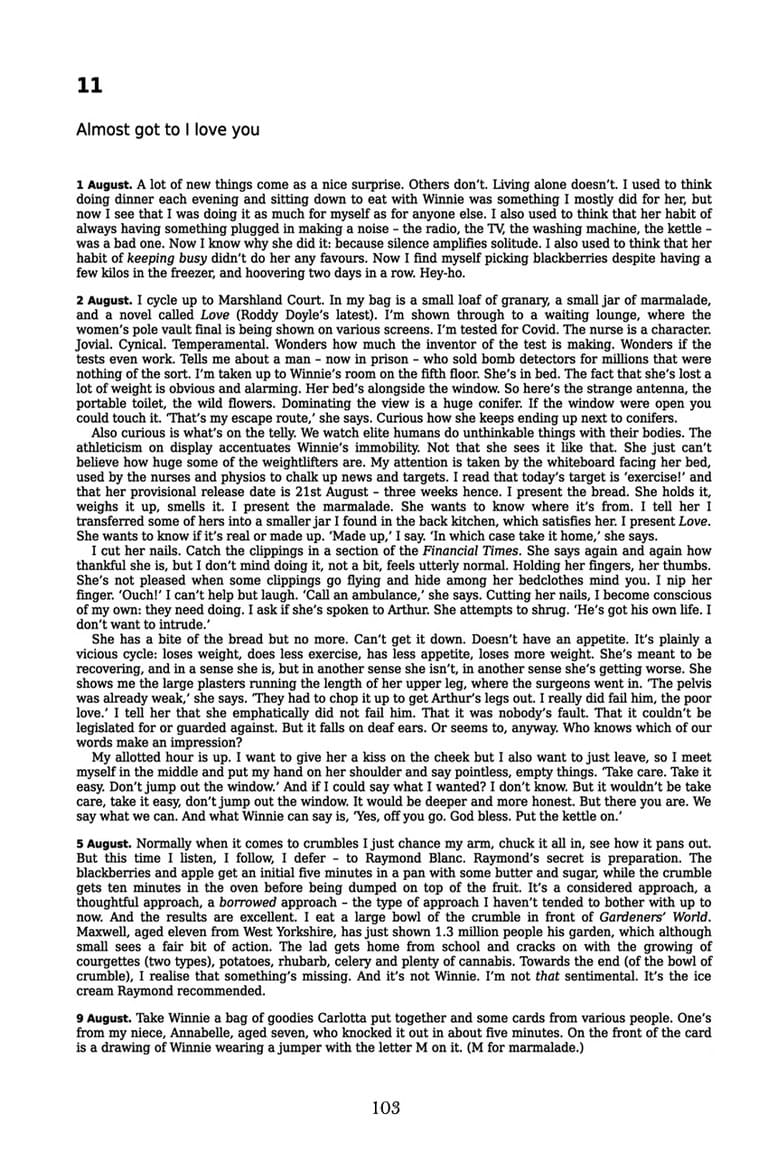 11
Almost got to I love you
1 August. A lot of new things come as a nice surprise. Others don't. Living alone doesn't. I used to think
doing dinner each evening and sitting down to eat with Winnie was something I mostly did for her, but
now I see that I was doing it as much for myself as for anyone else. I also used to think that her habit of
always having something plugged in making a noise – the radio, the TV, the washing machine, the kettle –
was a bad one. Now I know why she did it: because silence amplifies solitude. I also used to think that her
habit of keeping busy didn't do her any favours. Now I find myself picking blackberries despite having a
few kilos in the freezer, and hoovering two days in a row. Hey-ho.
2 August. I cycle up to Marshland Court. In my bag is a small loaf of granary, a small jar of marmalade,
and a novel called Love (Roddy Doyle's latest). I'm shown through to a waiting lounge, where the
women's pole vault final is being shown on various screens. I'm tested for Covid. The nurse is a character.
Jovial. Cynical. Temperamental. Wonders how much the inventor of the test is making. Wonders if the
tests even work. Tells me about a man – now in prison – who sold bomb detectors for millions that were
nothing of the sort. I'm taken up to Winnie's room on the fifth floor. She's in bed. The fact that she's lost a
lot of weight is obvious and alarming. Her bed's alongside the window. So here's the strange antenna, the
portable toilet, the wild flowers. Dominating the view is a huge conifer. If the window were open you
could touch it. 'That's my escape route,' she says. Curious how she keeps ending up next to conifers.
Also curious is what's on the telly. We watch elite humans do unthinkable things with their bodies. The
athleticism on display accentuates Winnie's immobility. Not that she sees it like that. She just can't
believe how huge some of the weightlifters are. My attention is taken by the whiteboard facing her bed,
used by the nurses and physios to chalk up news and targets. I read that today's target is 'exercise!' and
that her provisional release date is 21st August – three weeks hence. I present the bread. She holds it,
weighs it up, smells it. I present the marmalade. She wants to know where it's from. I tell her I
transferred some of hers into a smaller jar I found in the back kitchen, which satisfies her. I present Love.
She wants to know if it's real or made up. 'Made up,' I say. 'In which case take it home,' she says.
I cut her nails. Catch the clippings in a section of the Financial Times. She says again and again how
thankful she is, but I don't mind doing it, not a bit, feels utterly normal. Holding her fingers, her thumbs.
She's not pleased when some clippings go flying and hide among her bedclothes mind you. I nip her
finger. 'Ouch!' I can't help but laugh. 'Call an ambulance,' she says. Cutting her nails, I become conscious
of my own: they need doing. I ask if she's spoken to Arthur. She attempts to shrug. 'He's got his own life. I
don't want to intrude.'
She has a bite of the bread but no more. Can't get it down. Doesn't have an appetite. It's plainly a
vicious cycle: loses weight, does less exercise, has less appetite, loses more weight. She's meant to be
recovering, and in a sense she is, but in another sense she isn't, in another sense she's getting worse. She
shows me the large plasters running the length of her upper leg, where the surgeons went in. 'The pelvis
was already weak,' she says. 'They had to chop it up to get Arthur's legs out. I really did fail him, the poor
love.' I tell her that she emphatically did not fail him. That it was nobody's fault. That it couldn't be
legislated for or guarded against. But it falls on deaf ears. Or seems to, anyway. Who knows which of our
words make an impression?
My allotted hour is up. I want to give her a kiss on the cheek but I also want to just leave, so I meet
myself in the middle and put my hand on her shoulder and say pointless, empty things. 'Take care. Take it
easy. Don't jump out the window.' And if I could say what I wanted? I don't know. But it wouldn't be take
care, take it easy, don't jump out the window. It would be deeper and more honest. But there you are. We
say what we can. And what Winnie can say is, 'Yes, off you go. God bless. Put the kettle on.'
5 August. Normally when it comes to crumbles I just chance my arm, chuck it all in, see how it pans out.
But this time I listen, I follow, I defer – to Raymond Blanc. Raymond's secret is preparation. The
blackberries and apple get an initial five minutes in a pan with some butter and sugar, while the crumble
gets ten minutes in the oven before being dumped on top of the fruit. It's a considered approach, a
thoughtful approach, a borrowed approach – the type of approach I haven't tended to bother with up to
now. And the results are excellent. I eat a large bowl of the crumble in front of Gardeners' World.
Maxwell, aged eleven from West Yorkshire, has just shown 1.3 million people his garden, which although
small sees a fair bit of action. The lad gets home from school and cracks on with the growing of
courgettes (two types), potatoes, rhubarb, celery and plenty of cannabis. Towards the end (of the bowl of
crumble), I realise that something's missing. And it's not Winnie. I'm not that sentimental. It's the ice
cream Raymond recommended.
9 August. Take Winnie a bag of goodies Carlotta put together and some cards from various people. One's
from my niece, Annabelle, aged seven, who knocked it out in about five minutes. On the front of the card
is a drawing of Winnie wearing a jumper with the letter M on it. (M for marmalade.)
103